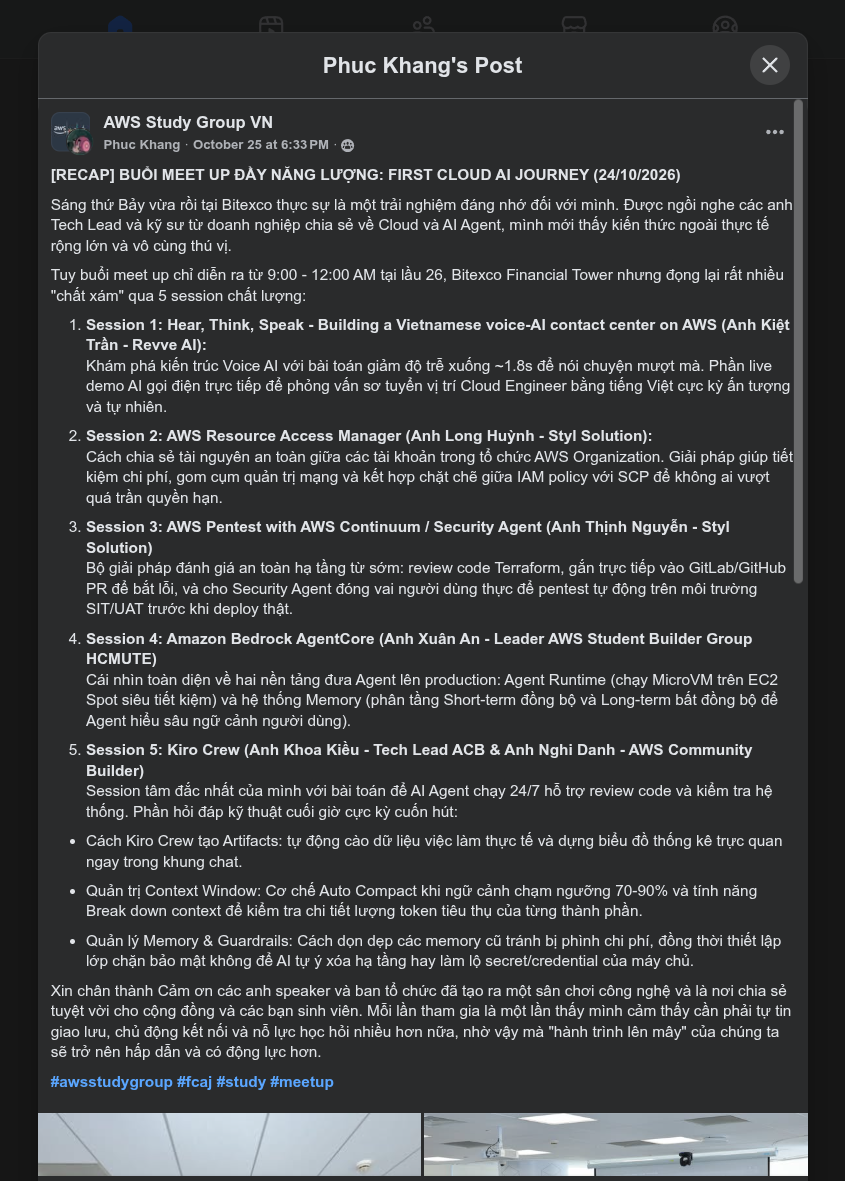 Phuc Khang's Post
aws
AWS Study Group VN
Phuc Khang · October 25 at 6:33 PM ·
[RECAP] BUỔI MEET UP ĐẦY NĂNG LƯỢNG: FIRST CLOUD AI JOURNEY (24/10/2026)
Sáng thứ Bảy vừa rồi tại Bitexco thực sự là một trải nghiệm đáng nhớ đối với mình. Được ngồi nghe các anh
Tech Lead và kỹ sư từ doanh nghiệp chia sẻ về Cloud và AI Agent, mình mới thấy kiến thức ngoài thực tế
rộng lớn và vô cùng thú vị.
Tuy buổi meet up chỉ diễn ra từ 9:00 - 12:00 AM tại lầu 26, Bitexco Financial Tower nhưng đọng lại rất nhiều
"chất xám" qua 5 session chất lượng:
1. Session 1: Hear, Think, Speak - Building a Vietnamese voice-AI contact center on AWS (Anh Kiệt
Trần - Revve AI):
Khám phá kiến trúc Voice AI với bài toán giảm độ trễ xuống ~1.8s để nói chuyện mượt mà. Phần live
demo AI gọi điện trực tiếp để phỏng vấn sơ tuyển vị trí Cloud Engineer bằng tiếng Việt cực kỳ ấn tượng
và tự nhiên.
2. Session 2: AWS Resource Access Manager (Anh Long Huỳnh - Styl Solution):
Cách chia sẻ tài nguyên an toàn giữa các tài khoản trong tổ chức AWS Organization. Giải pháp giúp tiết
kiệm chi phí, gom cụm quản trị mạng và kết hợp chặt chẽ giữa IAM policy với SCP để không ai vượt
quá trần quyền hạn.
3. Session 3: AWS Pentest with AWS Continuum / Security Agent (Anh Thịnh Nguyễn - Styl
Solution)
Bộ giải pháp đánh giá an toàn hạ tầng từ sớm: review code Terraform, gắn trực tiếp vào GitLab/GitHub
PR để bắt lỗi, và cho Security Agent đóng vai người dùng thực để pentest tự động trên môi trường
SIT/UAT trước khi deploy thật.
4. Session 4: Amazon Bedrock AgentCore (Anh Xuân An - Leader AWS Student Builder Group
HCMUTE)
Cái nhìn toàn diện về hai nền tảng đưa Agent lên production: Agent Runtime (chạy MicroVM trên EC2
Spot siêu tiết kiệm) và hệ thống Memory (phân tầng Short-term đồng bộ và Long-term bất đồng bộ để
Agent hiểu sâu ngữ cảnh người dùng).
5. Session 5: Kiro Crew (Anh Khoa Kiều - Tech Lead ACB & Anh Nghi Danh - AWS Community
Builder)
Session tâm đắc nhất của mình với bài toán để AI Agent chạy 24/7 hỗ trợ review code và kiểm tra hệ
thống. Phần hỏi đáp kỹ thuật cuối giờ cực kỳ cuốn hút:
• Cách Kiro Crew tạo Artifacts: tự động cào dữ liệu việc làm thực tế và dựng biểu đồ thống kê trực quan
ngay trong khung chat.
• Quản trị Context Window: Cơ chế Auto Compact khi ngữ cảnh chạm ngưỡng 70-90% và tính năng
Break down context để kiểm tra chi tiết lượng token tiêu thụ của từng thành phần.
• Quản lý Memory & Guardrails: Cách dọn dẹp các memory cũ tránh bị phình chi phí, đồng thời thiết lập
lớp chặn bảo mật không để AI tự ý xóa hạ tầng hay làm lộ secret/credential của máy chủ.
Xin chân thành Cảm ơn các anh speaker và ban tổ chức đã tạo ra một sân chơi công nghệ và là nơi chia sẻ
tuyệt vời cho cộng đồng và các bạn sinh viên. Mỗi lần tham gia là một lần thấy mình cảm thấy cần phải tự tin
giao lưu, chủ động kết nối và nỗ lực học hỏi nhiều hơn nữa, nhờ vậy mà "hành trình lên mây" của chúng ta
sẽ trở nên hấp dẫn và có động lực hơn.
#awsstudygroup #fcaj #study #meetup